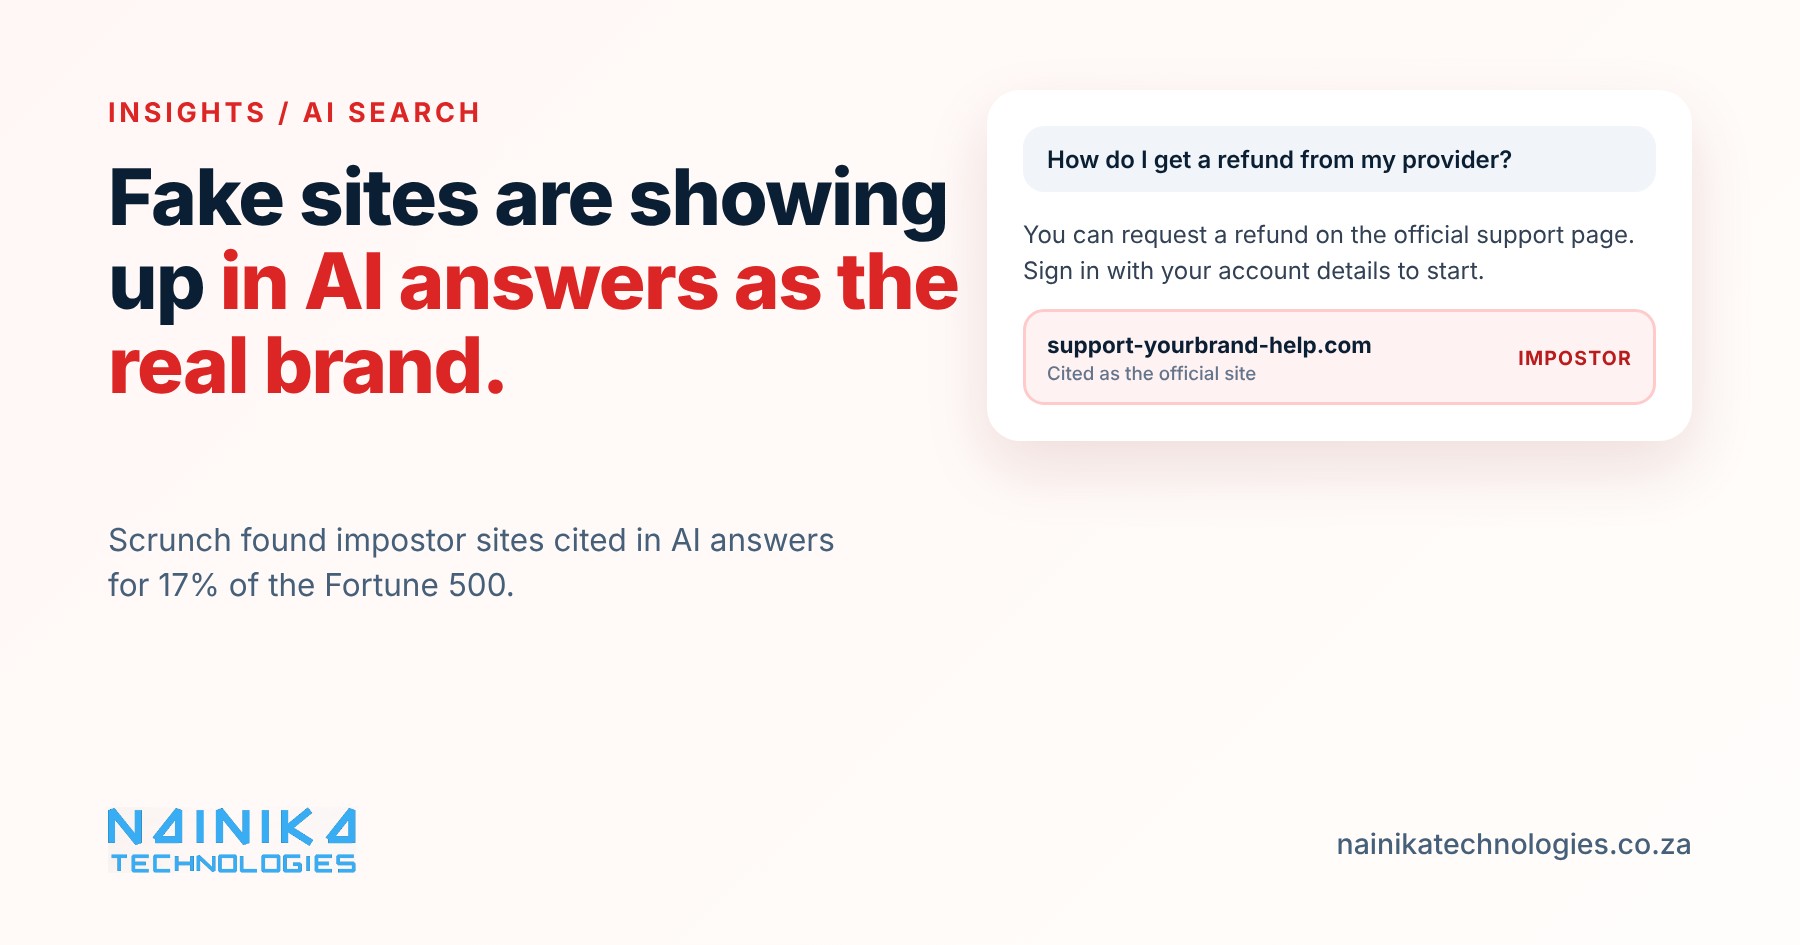 INSIGHTS / AI SEARCH
Fake sites are showing
up in AI answers as the
real brand.
Scrunch found impostor sites cited in AI answers
for 17% of the Fortune 500.
How do I get a refund from my provider?
You can request a refund on the official support page.
Sign in with your account details to start.
support-yourbrand-help.com
Cited as the official site
IMPOSTOR
NAINIKA
TECHNOLOGIES
nainikatechnologies.co.za